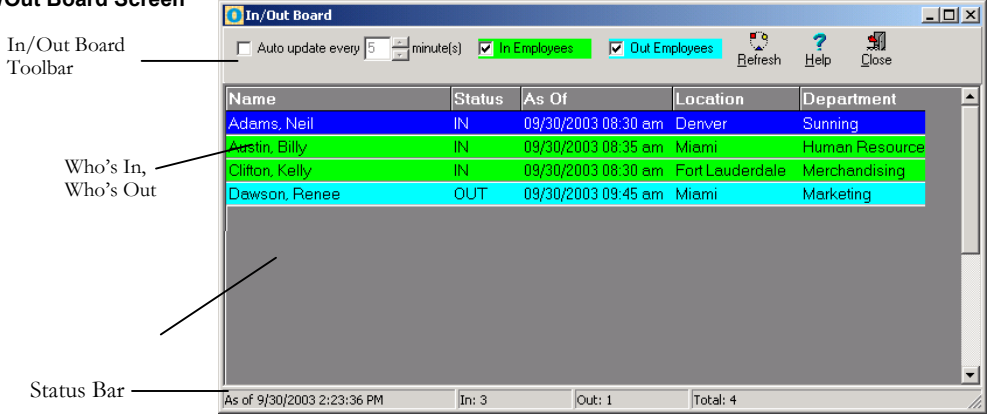 /Out Board Screen
In/Out Board
Toolbar
Who's In,
Who's Out
Status Bar
In/Out Board
Auto update every 5 minute(s) In Employees Out Employees Refresh Help Close
Name Status As Of Location Department
Adams, Neil IN 09/30/2003 08:30 am Denver Sunning
Austin, Billy IN 09/30/2003 08:35 am Miami Human Resource
Clifton, Kelly IN 09/30/2003 08:30 am Fort Lauderdale Merchandising
Dawson, Renee OUT 09/30/2003 09:45 am Miami Marketing
As of 9/30/2003 2:23:36 PM In: 3 Out: 1 Total: 4